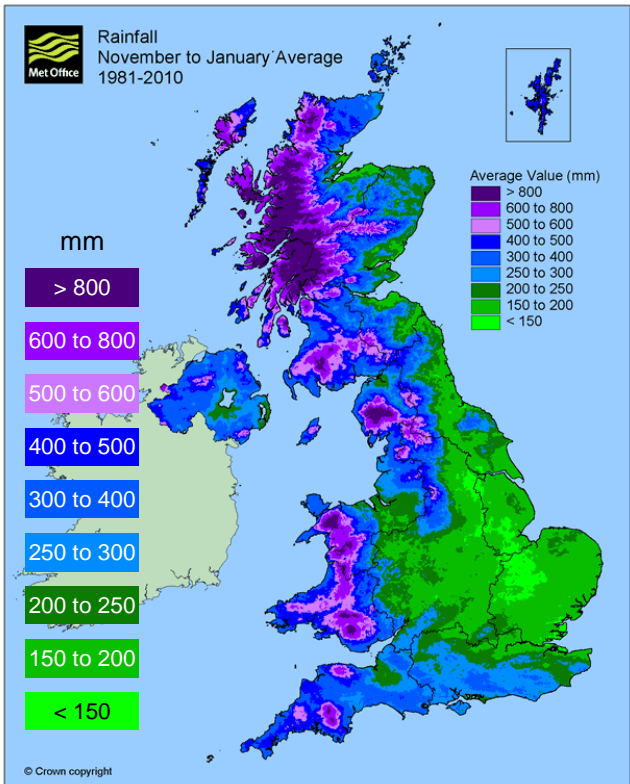 Met Office
Rainfall
November to January Average
1981-2010
Average Value (mm)
> 800
600 to 800
500 to 600
400 to 500
300 to 400
250 to 300
200 to 250
150 to 200
< 150
mm
> 800
600 to 800
500 to 600
400 to 500
300 to 400
250 to 300
200 to 250
150 to 200
< 150
© Crown copyright